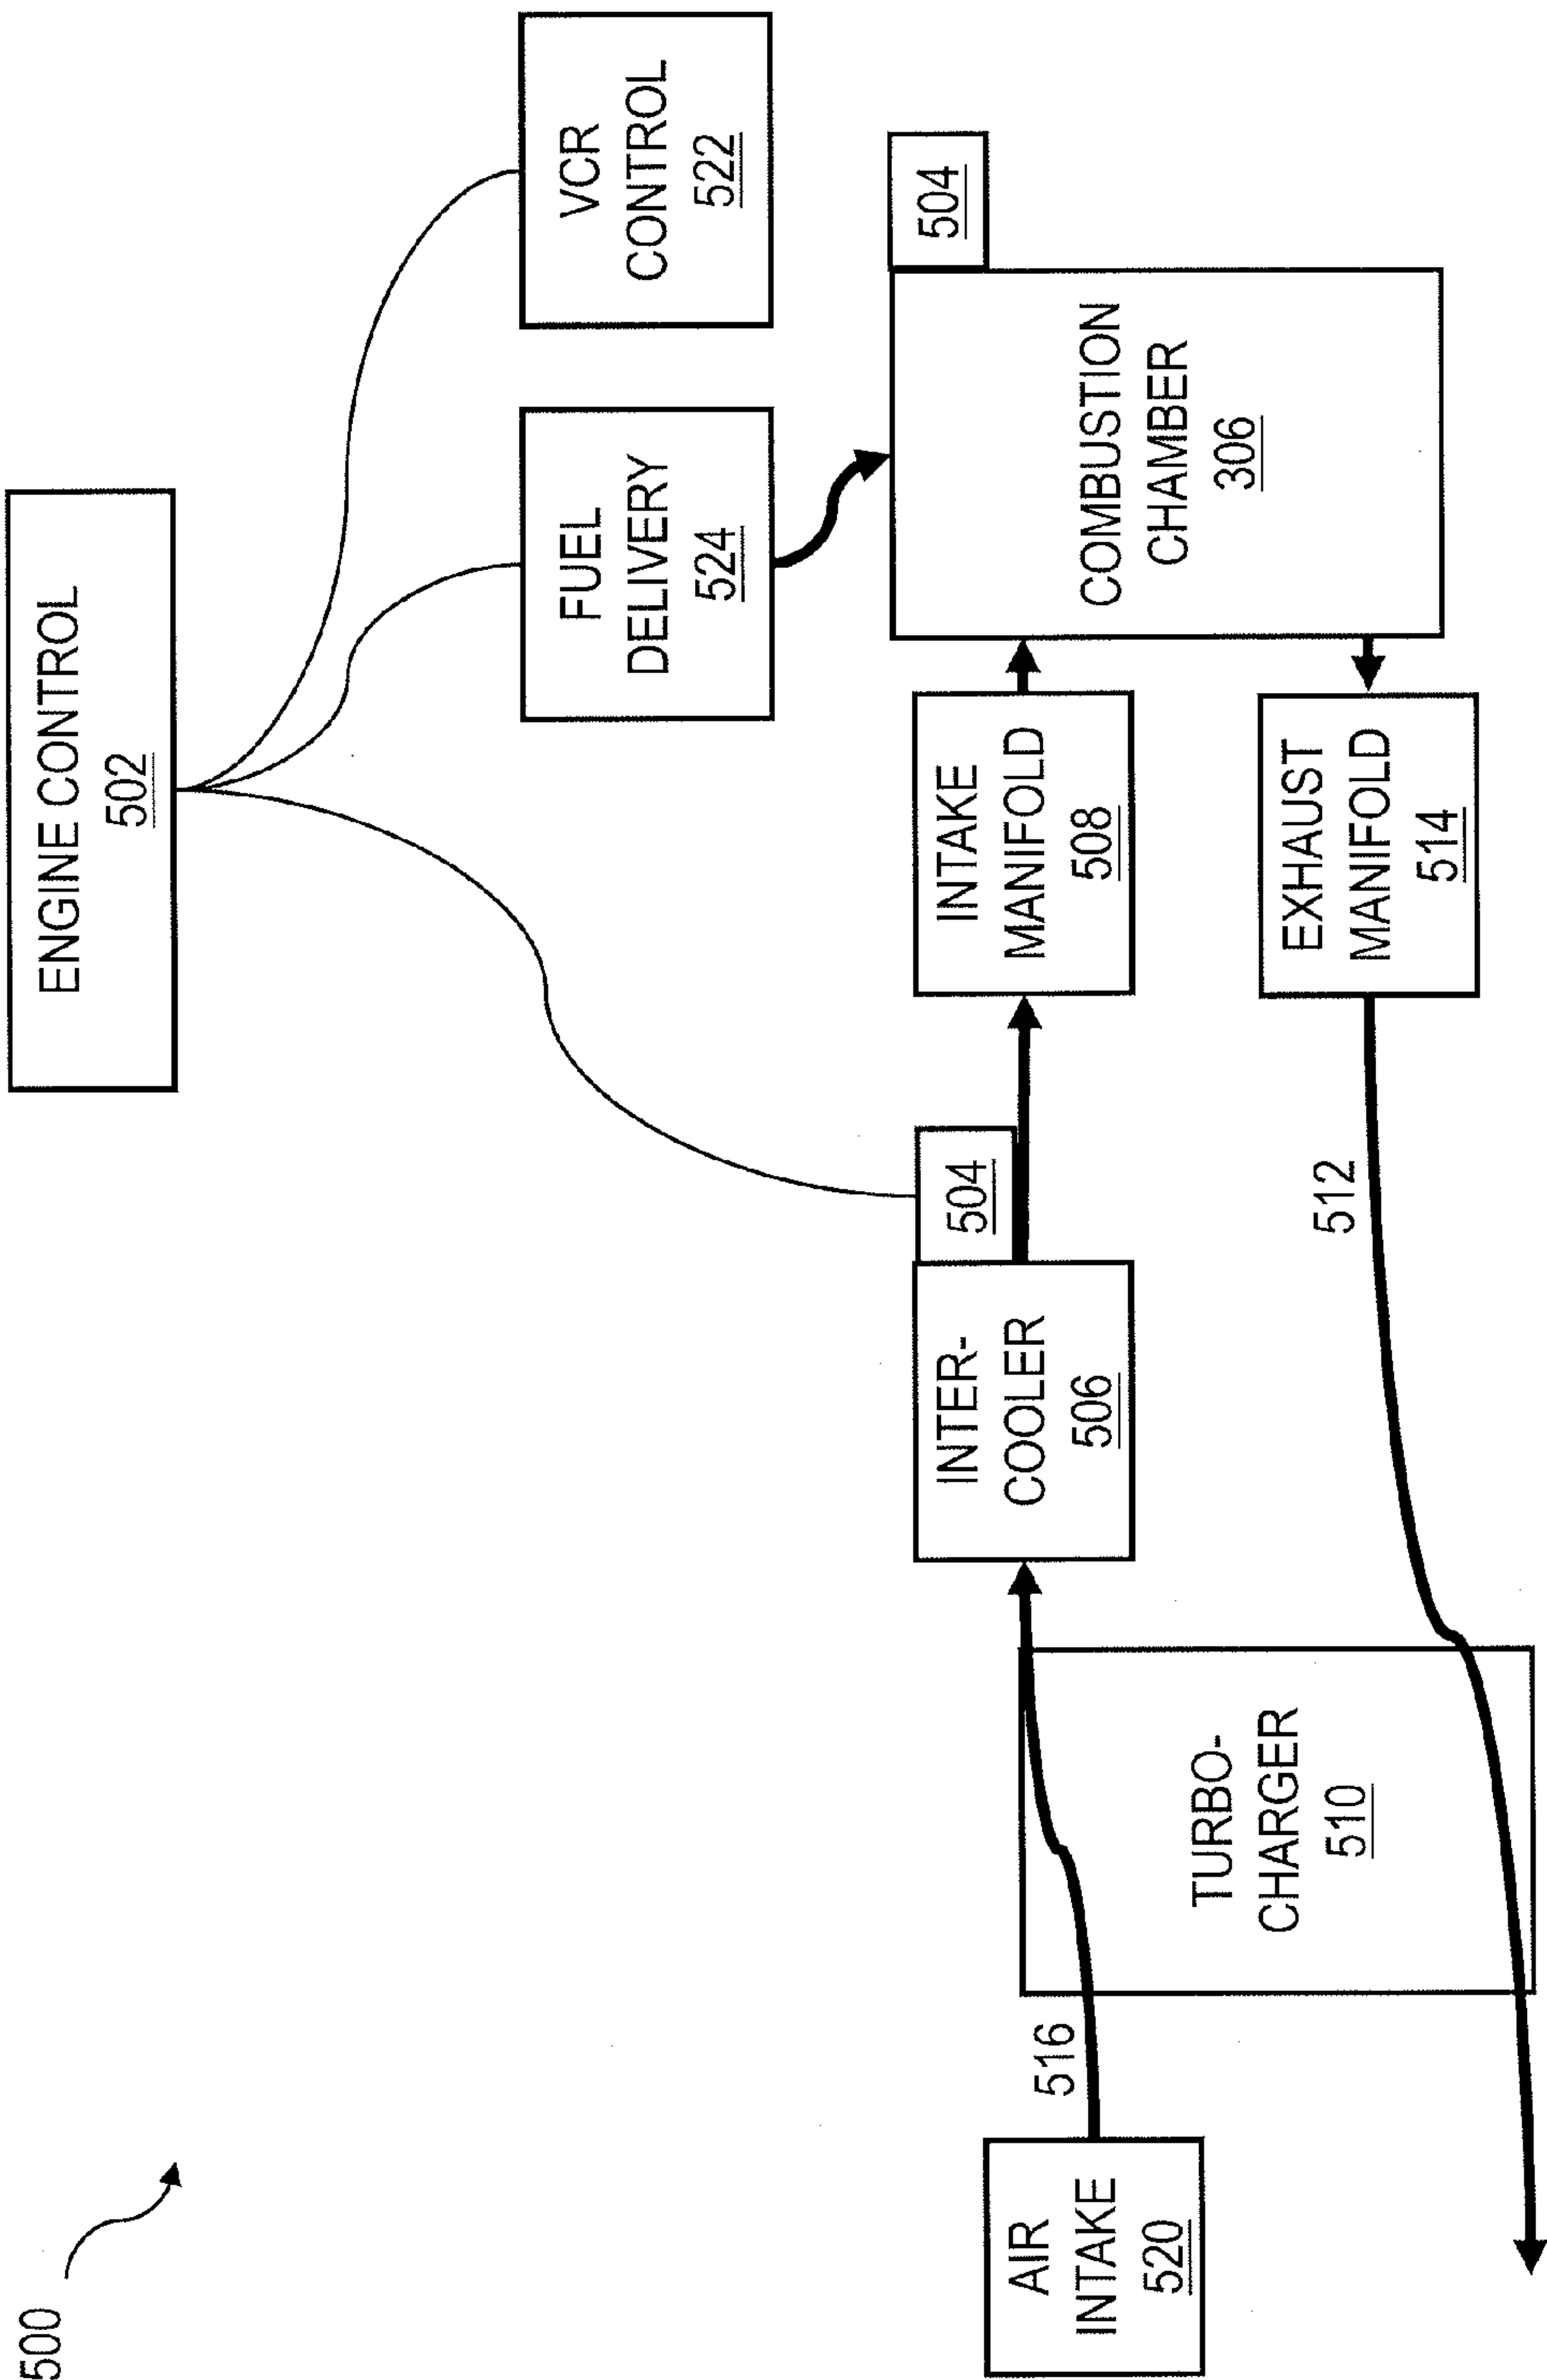 500
ENGINE CONTROL
502
VCR
CONTROL
522
FUEL
DELIVERY
524
504
504
AIR
INTAKE
520
516
INTER-
COOLER
506
INTAKE
MANIFOLD
508
COMBUSTION
CHAMBER
306
TURBO-
CHARGER
510
512
EXHAUST
MANIFOLD
514